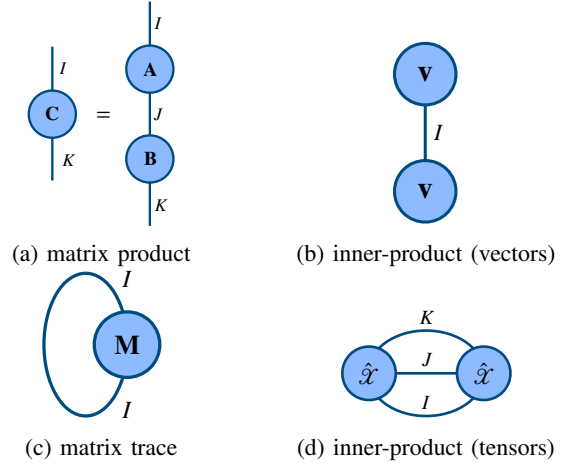 I
I
A
C
=
J
K
B
K
(a) matrix product
v
I
v
(b) inner-product (vectors)
I
M
I
(c) matrix trace
K
𝒳̂ J 𝒳̂
I
(d) inner-product (tensors)